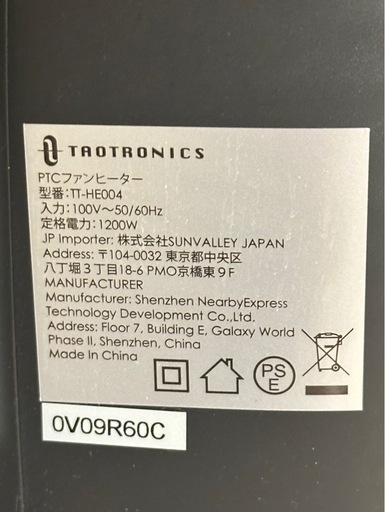 TAOTRONICS
PTCファンヒーター
型番:TT-HE004
入力:100V～50/60Hz
定格電力:1200W
JP Importer: 株式会社SUNVALLEY JAPAN
Address: 〒104-0032 東京都中央区
八丁堀３丁目18-6 PMO京橋東９F
MANUFACTURER
Manufacturer: Shenzhen NearbyExpress
Technology Development Co.,Ltd.
Address: Floor 7, Building E, Galaxy World
Phase II, Shenzhen, China
Made in China
PS
E
0V09R60C